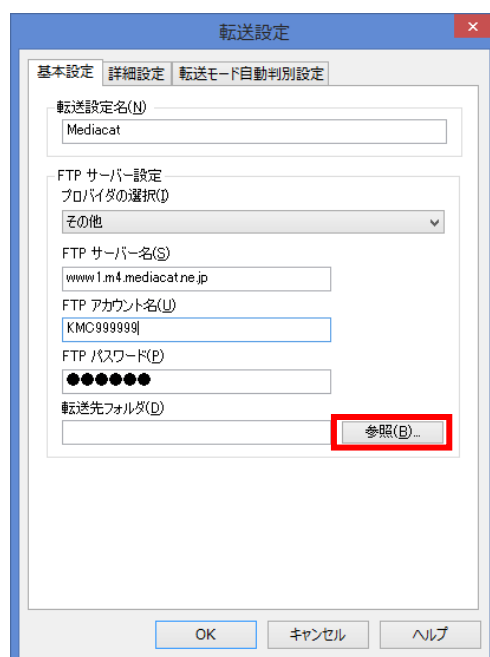 転送設定
基本設定 詳細設定 転送モード自動判別設定
転送設定名(N)
Mediacat
FTP サーバー設定
プロバイダの選択(I)
その他
FTP サーバー名(S)
www1.m4.mediacat.ne.jp
FTP アカウント名(U)
KMC999999
FTP パスワード(P)
●●●●●●
転送先フォルダ(D)
参照(B)...
OK キャンセル ヘルプ